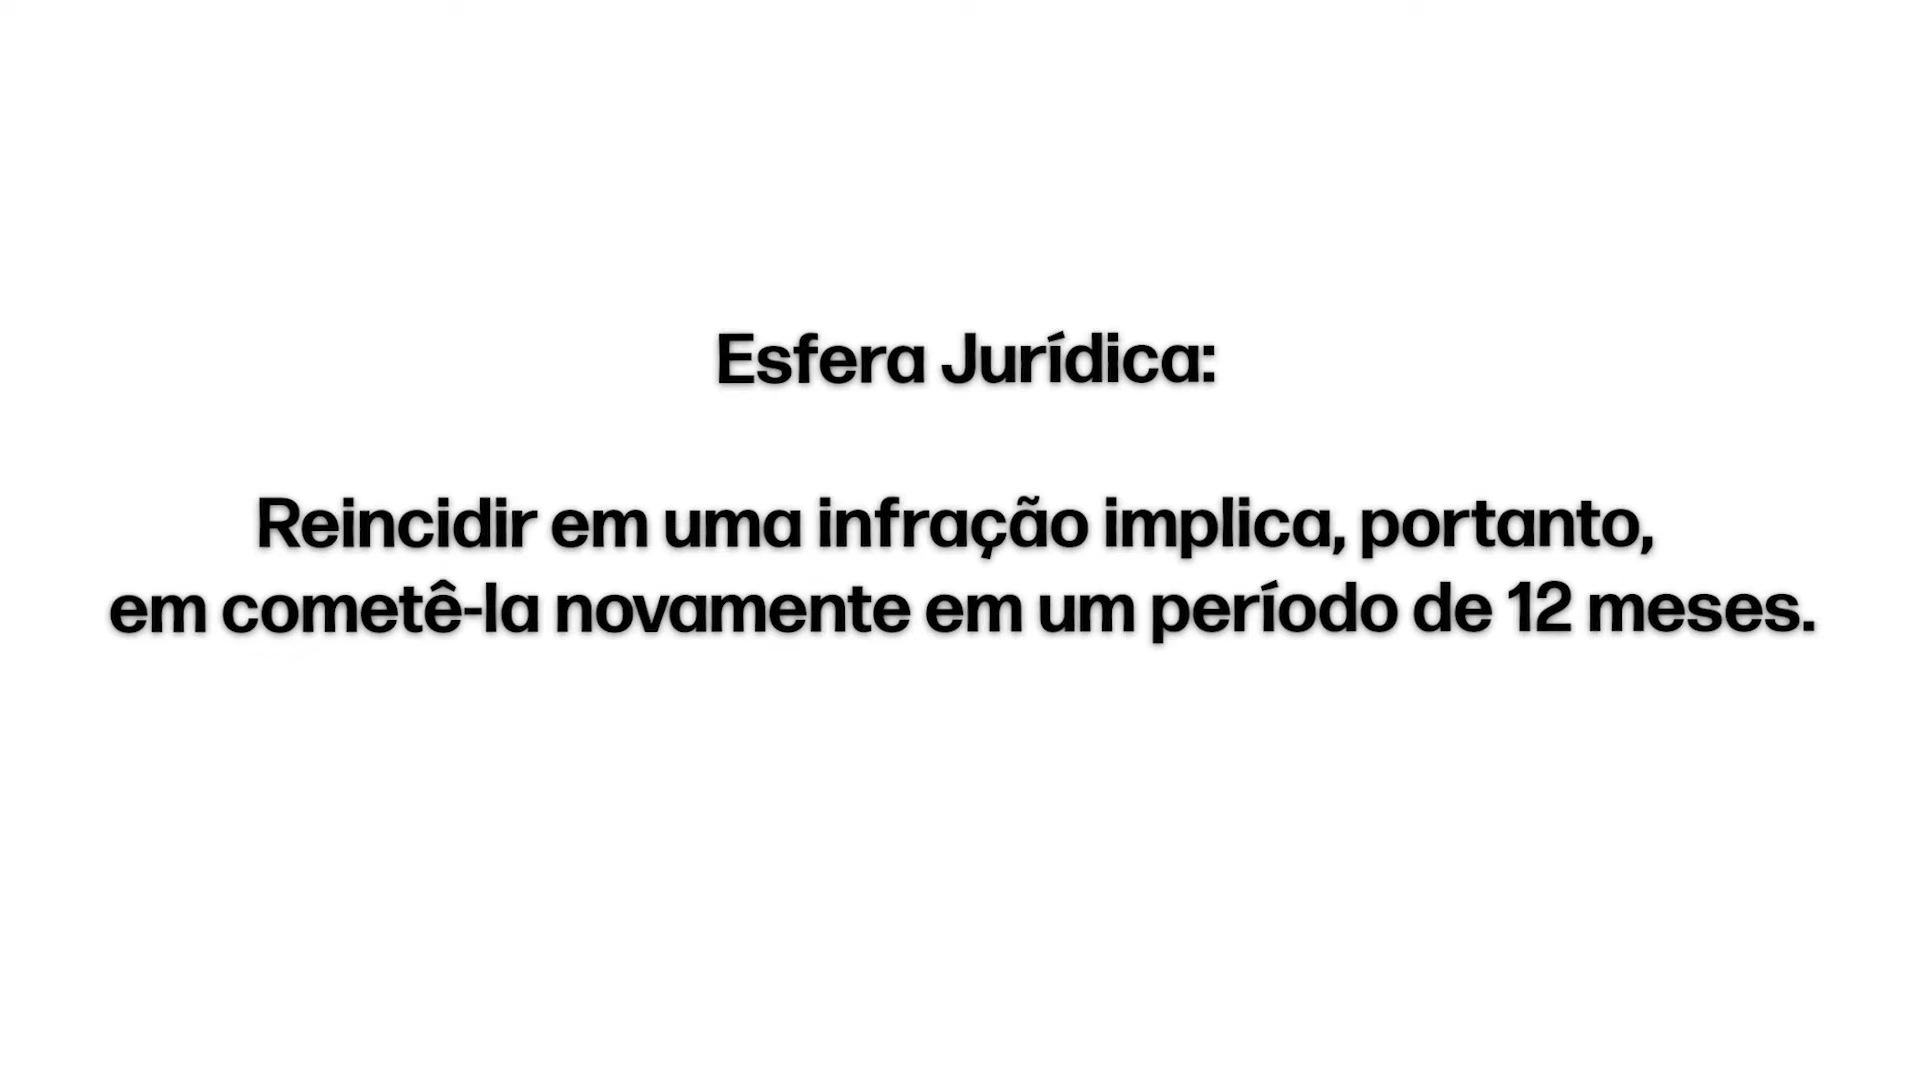 Esfera Jurídica:
Reincidir em uma infração implica, portanto,
em cometê-la novamente em um período de 12 meses.